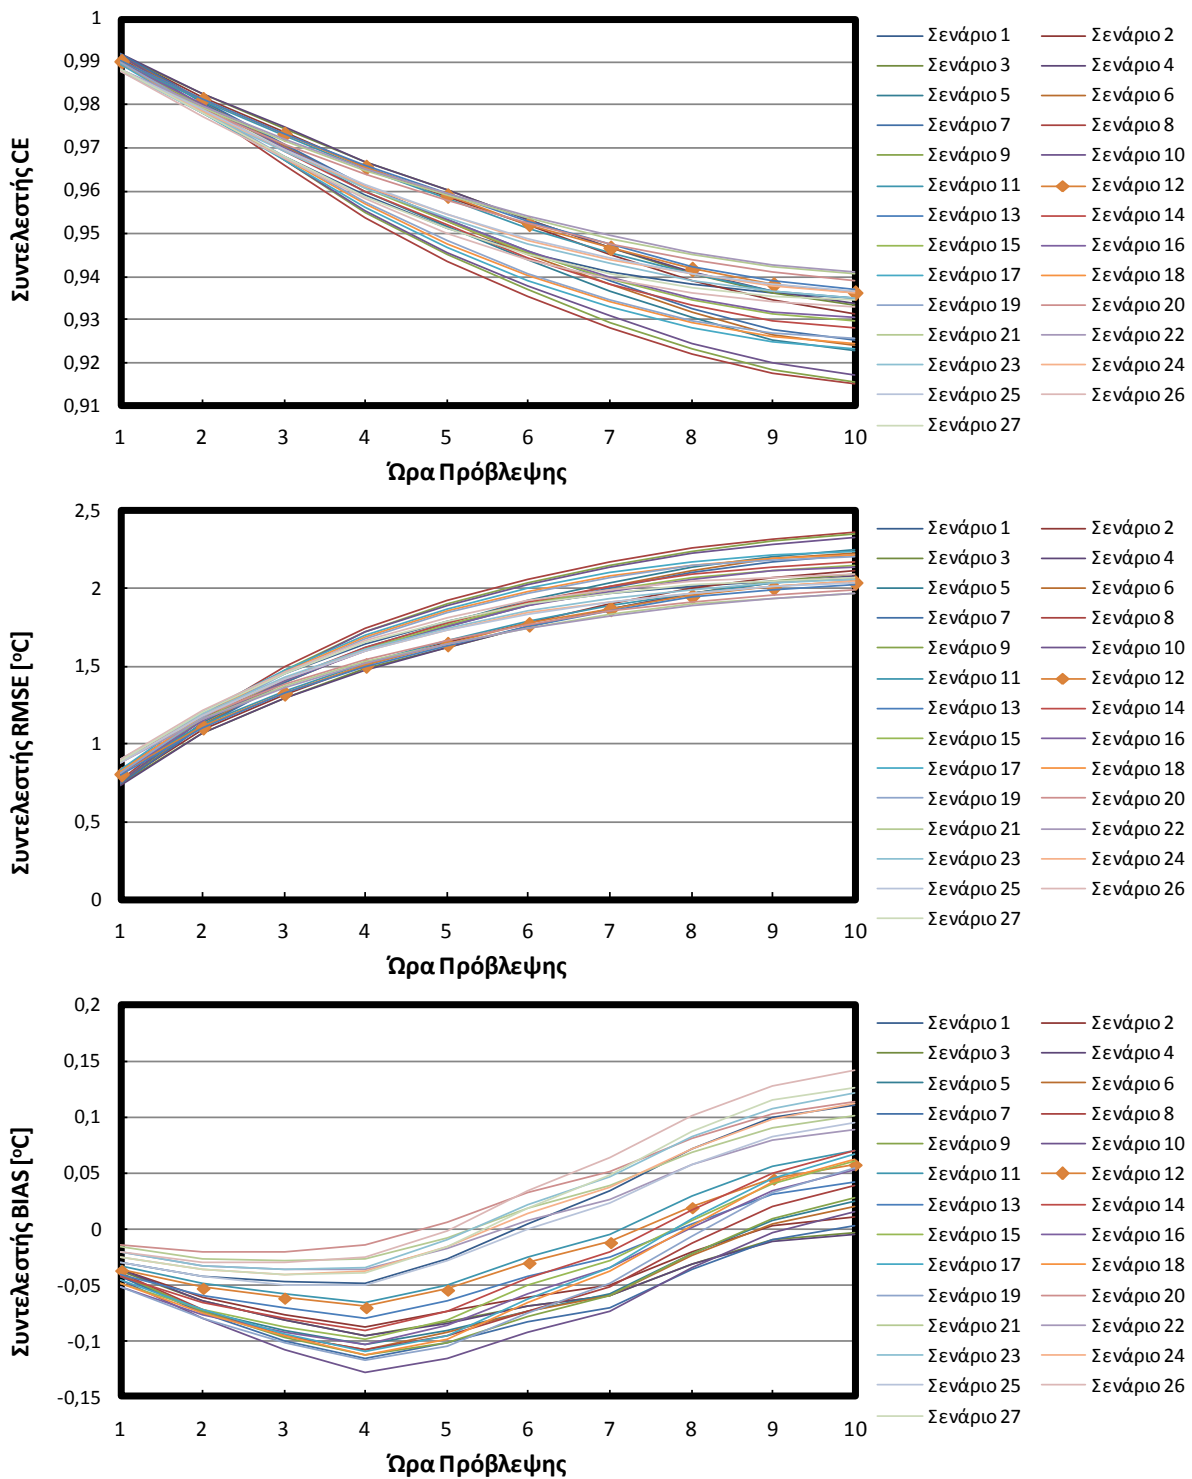 1
0,99
0,98
0,97
0,96
0,95
0,94
0,93
0,92
0,91
Συντελεστής CE
1 2 3 4 5 6 7 8 9 10
Ώρα Πρόβλεψης
Σενάριο 1 Σενάριο 2
Σενάριο 3 Σενάριο 4
Σενάριο 5 Σενάριο 6
Σενάριο 7 Σενάριο 8
Σενάριο 9 Σενάριο 10
Σενάριο 11 Σενάριο 12
Σενάριο 13 Σενάριο 14
Σενάριο 15 Σενάριο 16
Σενάριο 17 Σενάριο 18
Σενάριο 19 Σενάριο 20
Σενάριο 21 Σενάριο 22
Σενάριο 23 Σενάριο 24
Σενάριο 25 Σενάριο 26
Σενάριο 27
2,5
2
1,5
1
0,5
0
Συντελεστής RMSE [ºC]
1 2 3 4 5 6 7 8 9 10
Ώρα Πρόβλεψης
Σενάριο 1 Σενάριο 2
Σενάριο 3 Σενάριο 4
Σενάριο 5 Σενάριο 6
Σενάριο 7 Σενάριο 8
Σενάριο 9 Σενάριο 10
Σενάριο 11 Σενάριο 12
Σενάριο 13 Σενάριο 14
Σενάριο 15 Σενάριο 16
Σενάριο 17 Σενάριο 18
Σενάριο 19 Σενάριο 20
Σενάριο 21 Σενάριο 22
Σενάριο 23 Σενάριο 24
Σενάριο 25 Σενάριο 26
Σενάριο 27
0,2
0,15
0,1
0,05
0
-0,05
-0,1
-0,15
Συντελεστής BIAS [ºC]
1 2 3 4 5 6 7 8 9 10
Ώρα Πρόβλεψης
Σενάριο 1 Σενάριο 2
Σενάριο 3 Σενάριο 4
Σενάριο 5 Σενάριο 6
Σενάριο 7 Σενάριο 8
Σενάριο 9 Σενάριο 10
Σενάριο 11 Σενάριο 12
Σενάριο 13 Σενάριο 14
Σενάριο 15 Σενάριο 16
Σενάριο 17 Σενάριο 18
Σενάριο 19 Σενάριο 20
Σενάριο 21 Σενάριο 22
Σενάριο 23 Σενάριο 24
Σενάριο 25 Σενάριο 26
Σενάριο 27